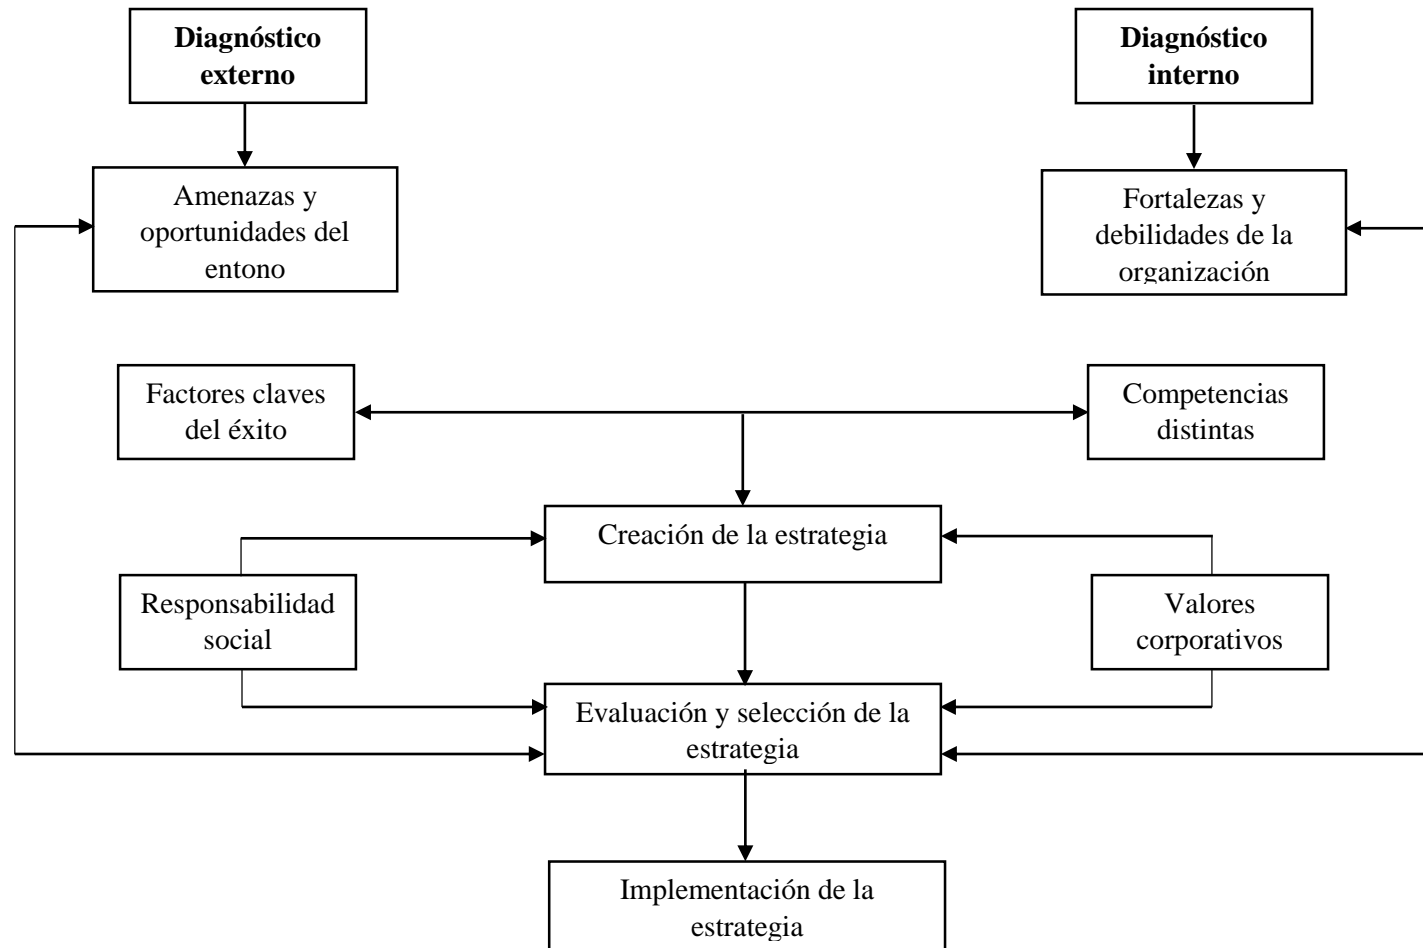 Diagnóstico
externo
Diagnóstico
interno
Amenazas y
oportunidades del
entono
Fortalezas y
debilidades de la
organización
Factores claves
del éxito
Competencias
distintas
Creación de la estrategia
Responsabilidad
social
Valores
corporativos
Evaluación y selección de la
estrategia
Implementación de la
estrategia